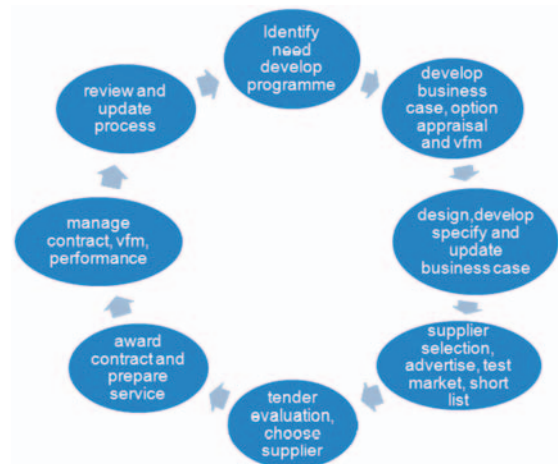 Identify
need
develop
programme
develop
business
case, option
appraisal
and vfm
design,develop
specify and
update
business case
supplier
selection,
advertise, test
market, short
list
tender
evaluation,
choose
supplier
award
contract and
prepare
service
manage
contract, vfm,
performance
review and
update
process